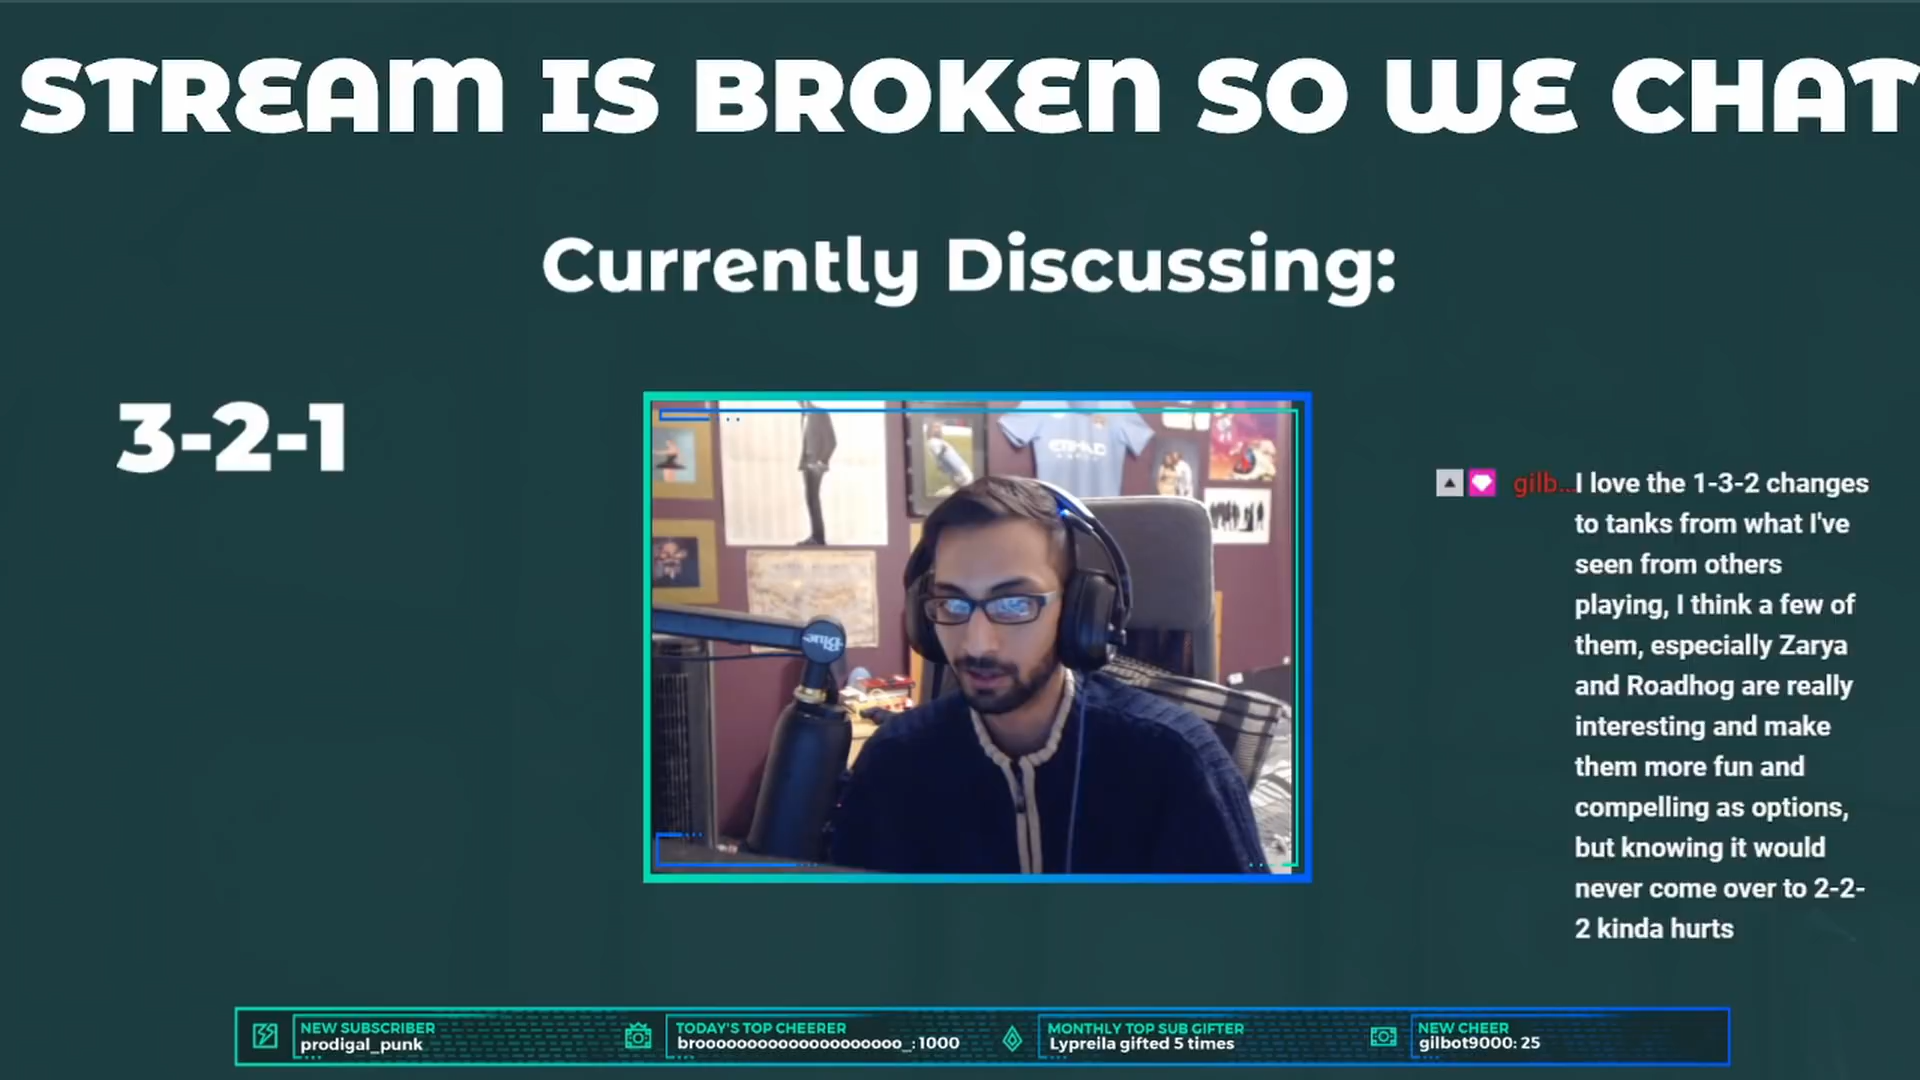 STREAM IS BROKEN SO WE CHAT
Currently Discussing:
3-2-1
ETIHAD
gilb...I love the 1-3-2 changes
to tanks from what I've
seen from others
playing, I think a few of
them, especially Zarya
and Roadhog are really
interesting and make
them more fun and
compelling as options,
but knowing it would
never come over to 2-2-
2 kinda hurts
NEW SUBSCRIBER
prodigal_punk
TODAY'S TOP CHEERER
broooooooooooooooooooo_: 1000
MONTHLY TOP SUB GIFTER
Lypreila gifted 5 times
NEW CHEER
gilbot9000: 25